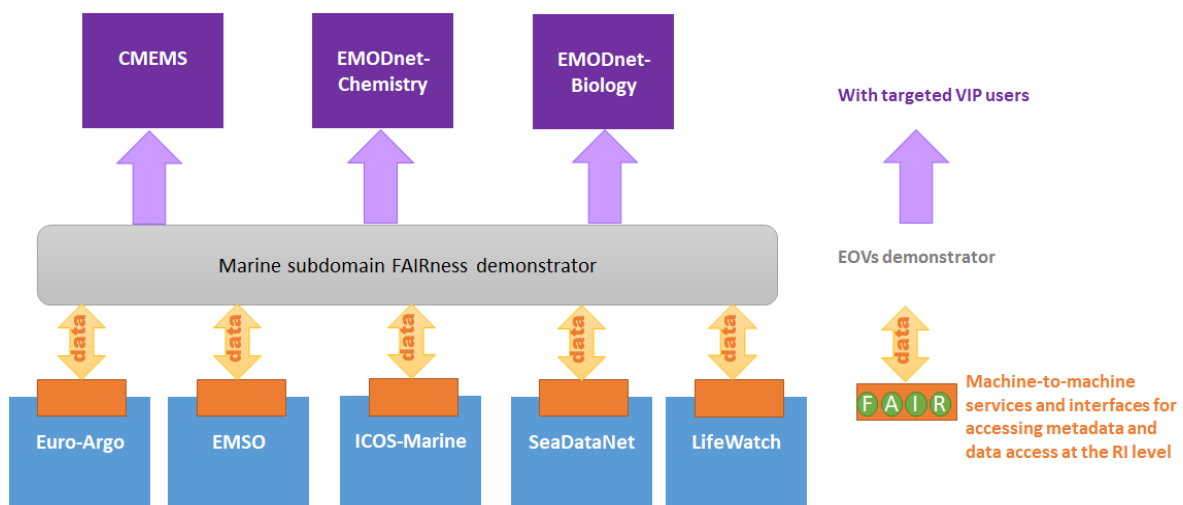 CMEMS
EMODnet-
Chemistry
EMODnet-
Biology
With targeted VIP users
Marine subdomain FAIRness demonstrator
EOVs demonstrator
data
data
data
data
data
data
Euro-Argo
EMSO
ICOS-Marine
SeaDataNet
LifeWatch
F A I R
Machine-to-machine
services and interfaces for
accessing metadata and
data access at the RI level